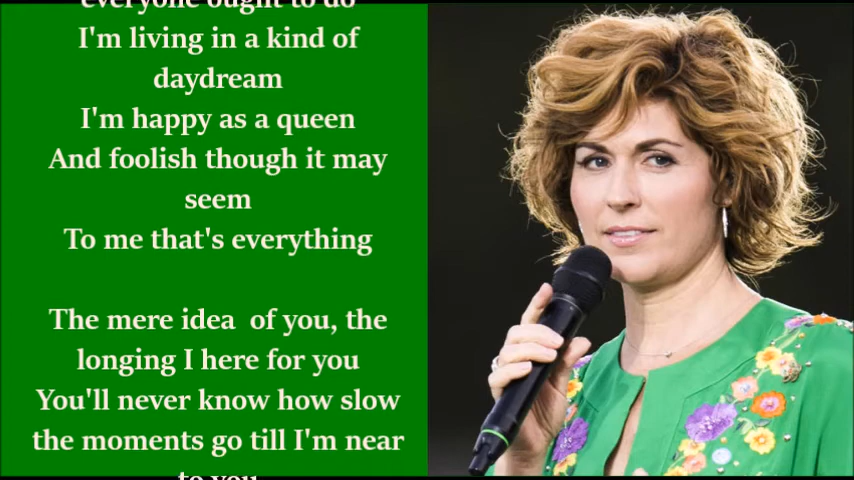 everyone ought to do
I'm living in a kind of
daydream
I'm happy as a queen
And foolish though it may
seem
To me that's everything
The mere idea of you, the
longing I here for you
You'll never know how slow
the moments go till I'm near
to you